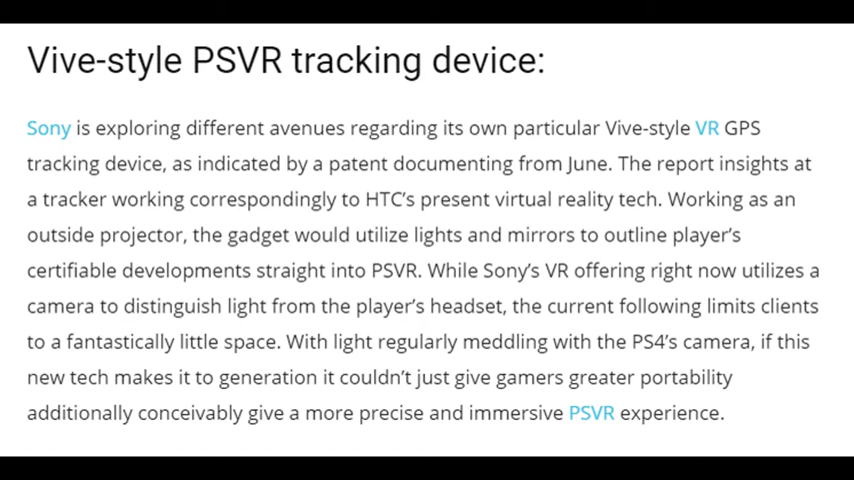 Vive-style PSVR tracking device:
Sony is exploring different avenues regarding its own particular Vive-style VR GPS
tracking device, as indicated by a patent documenting from June. The report insights at
a tracker working correspondingly to HTC’s present virtual reality tech. Working as an
outside projector, the gadget would utilize lights and mirrors to outline player’s
certifiable developments straight into PSVR. While Sony’s VR offering right now utilizes a
camera to distinguish light from the player’s headset, the current following limits clients
to a fantastically little space. With light regularly meddling with the PS4’s camera, if this
new tech makes it to generation it couldn’t just give gamers greater portability
additionally conceivably give a more precise and immersive PSVR experience.